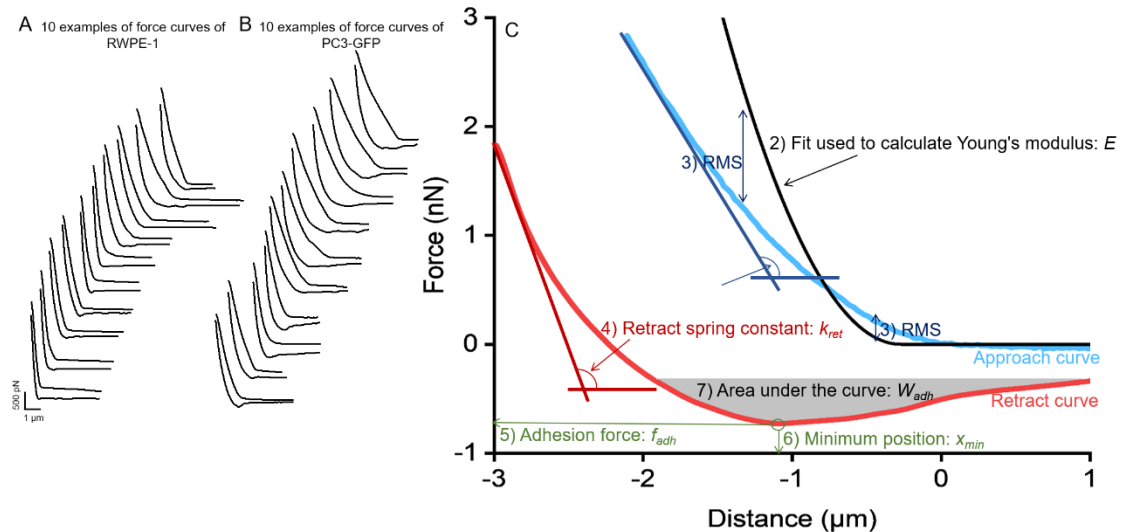 A 10 examples of force curves of
RWPE-1
B 10 examples of force curves of
PC3-GFP
500 pN
1 µm
C
Force (nN)
3
2
1
0
-1
2) Fit used to calculate Young's modulus: E
3) RMS
4) Retract spring constant: kret
3) RMS
Approach curve
7) Area under the curve: Wadh
Retract curve
5) Adhesion force: fadh
6) Minimum position: xmin
-3
-2
-1
0
1
Distance (µm)